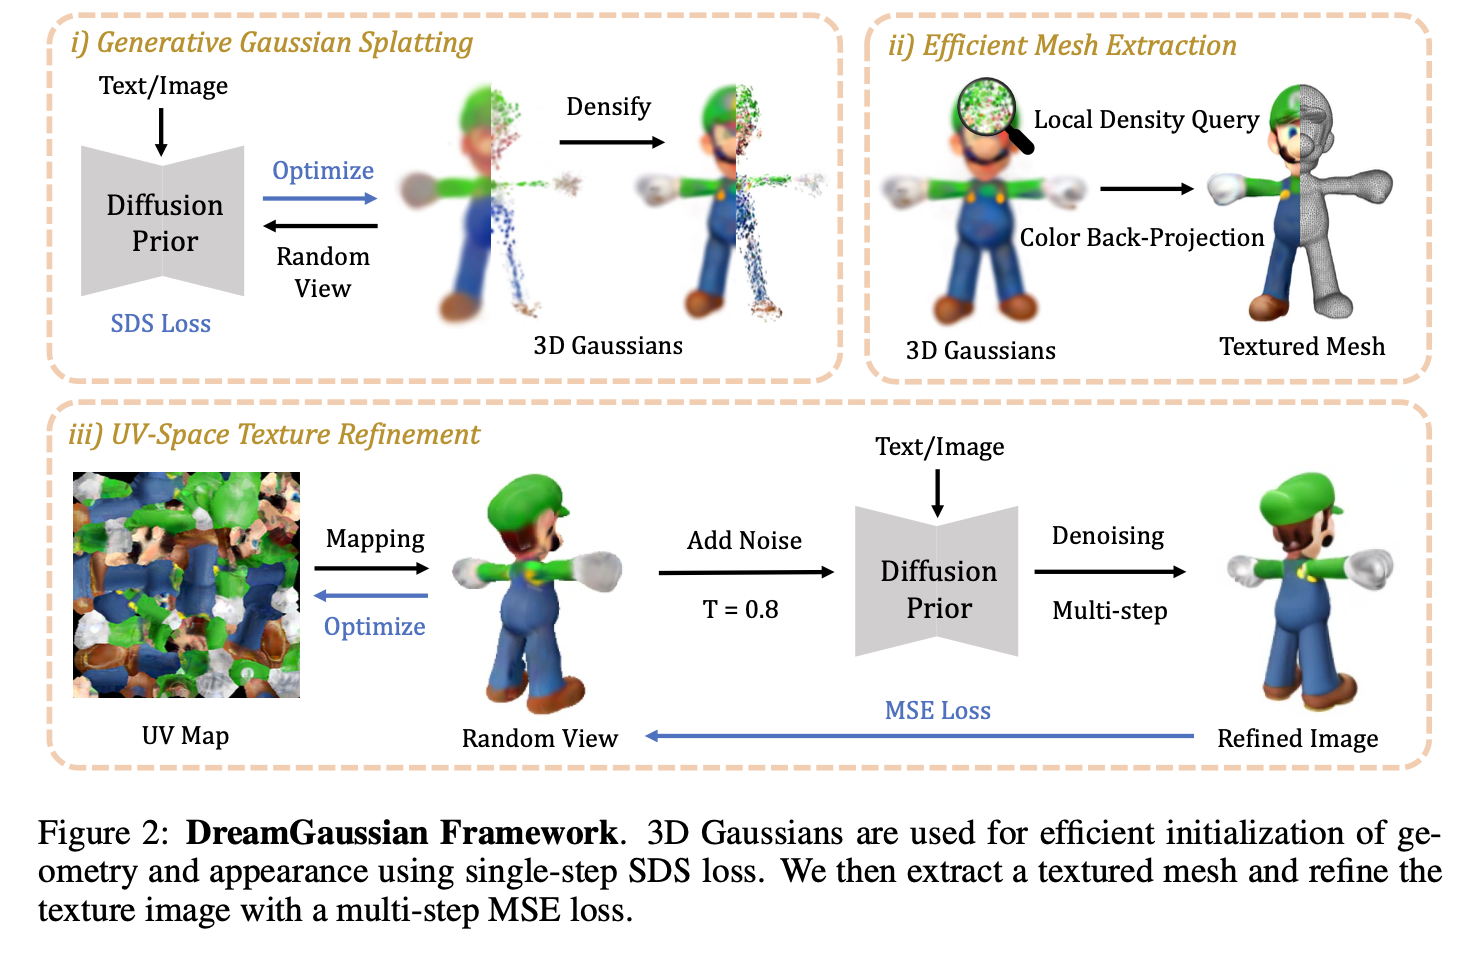 i) Generative Gaussian Splatting
Text/Image
Diffusion
Prior
SDS Loss
Optimize
Random
View
Densify
3D Gaussians
ii) Efficient Mesh Extraction
Local Density Query
Color Back-Projection
3D Gaussians
Textured Mesh
iii) UV-Space Texture Refinement
UV Map
Mapping
Optimize
Random View
Add Noise
T = 0.8
Text/Image
Diffusion
Prior
Denoising
Multi-step
MSE Loss
Refined Image
Figure 2: DreamGaussian Framework. 3D Gaussians are used for efficient initialization of ge-
ometry and appearance using single-step SDS loss. We then extract a textured mesh and refine the
texture image with a multi-step MSE loss.